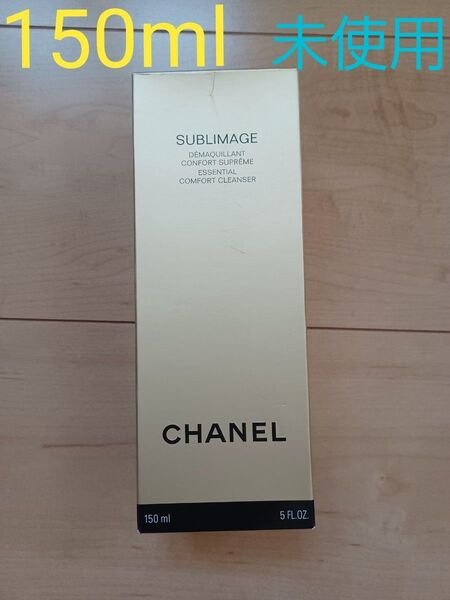 150ml 未使用
SUBLIMAGE
DÉMAQUILLANT
CONFORT SUPRÊME
ESSENTIAL
COMFORT CLEANSER
CHANEL
150 ml 5 FL.OZ.